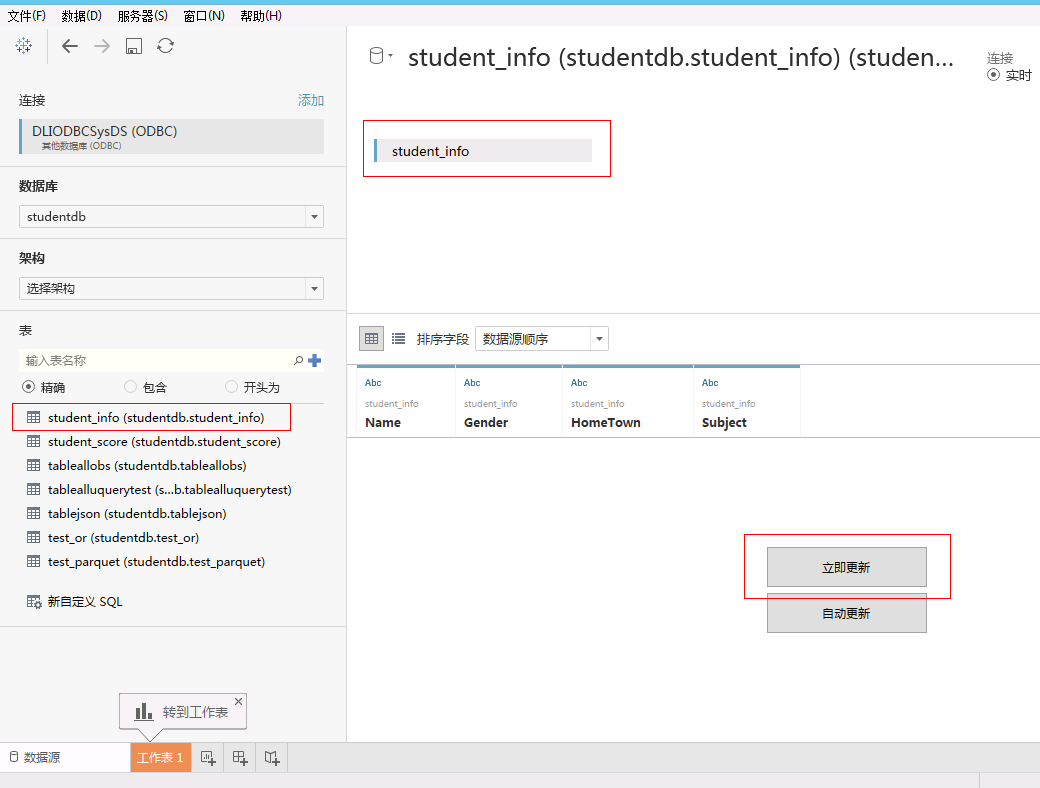 文件(F) 数据(D) 服务器(S) 窗口(N) 帮助(H)
连接 添加
DLIODBCSysDS (ODBC)
其他数据库 (ODBC)
数据库
studentdb
架构
选择架构
表
输入表名称
精确 包含 开头为
student_info (studentdb.student_info)
student_score (studentdb.student_score)
tableallobs (studentdb.tableallobs)
tablealluquerytest (s...b.tablealluquerytest)
tablejson (studentdb.tablejson)
test_or (studentdb.test_or)
test_parquet (studentdb.test_parquet)
新自定义 SQL
转到工作表
student_info (studentdb.student_info) (studen...
连接
实时
student_info
排序字段 数据源顺序
Abc Abc Abc Abc
student_info student_info student_info student_info
Name Gender HomeTown Subject
立即更新
自动更新
数据源 工作表 1